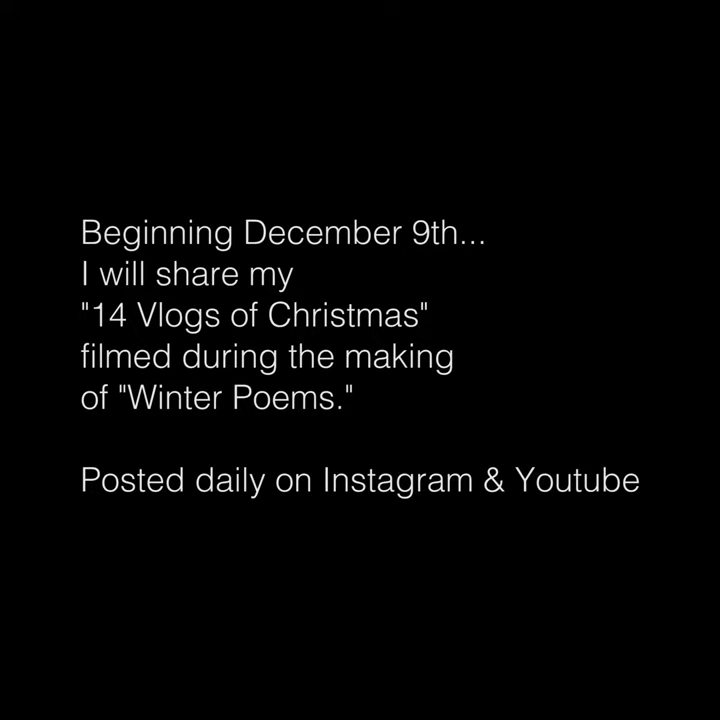 Beginning December 9th...
I will share my
"14 Vlogs of Christmas"
filmed during the making
of "Winter Poems."
Posted daily on Instagram & Youtube